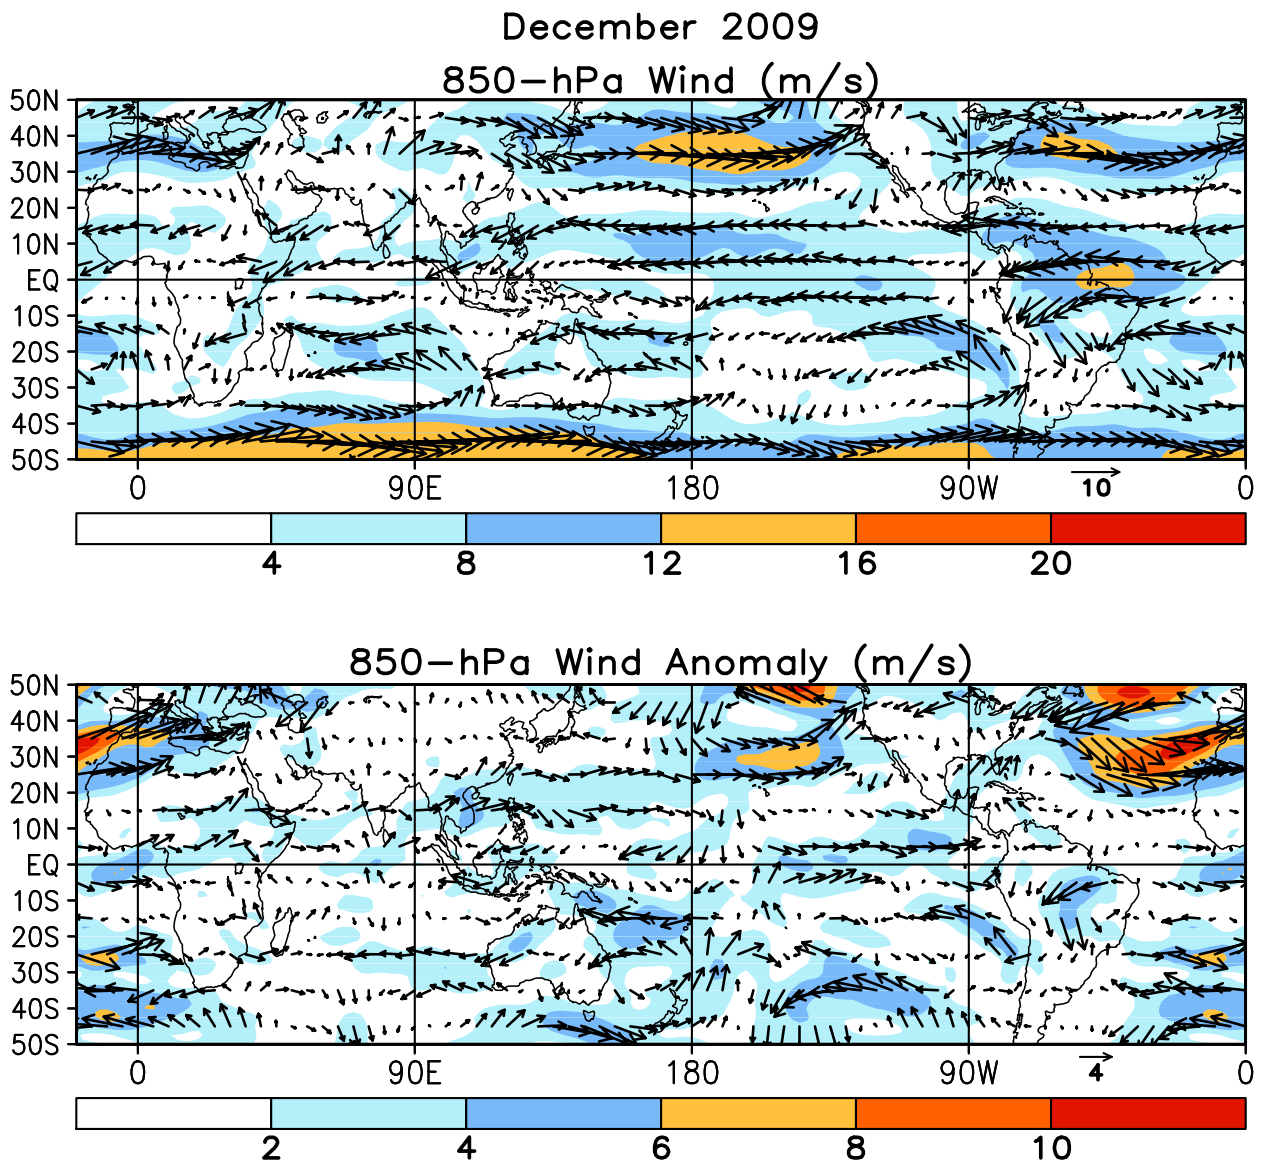 December 2009
850-hPa Wind (m/s)
50N
40N
30N
20N
10N
EQ
10S
20S
30S
40S
50S
0 90E 180 90W 0
10
4 8 12 16 20
850-hPa Wind Anomaly (m/s)
50N
40N
30N
20N
10N
EQ
10S
20S
30S
40S
50S
0 90E 180 90W 0
4
2 4 6 8 10